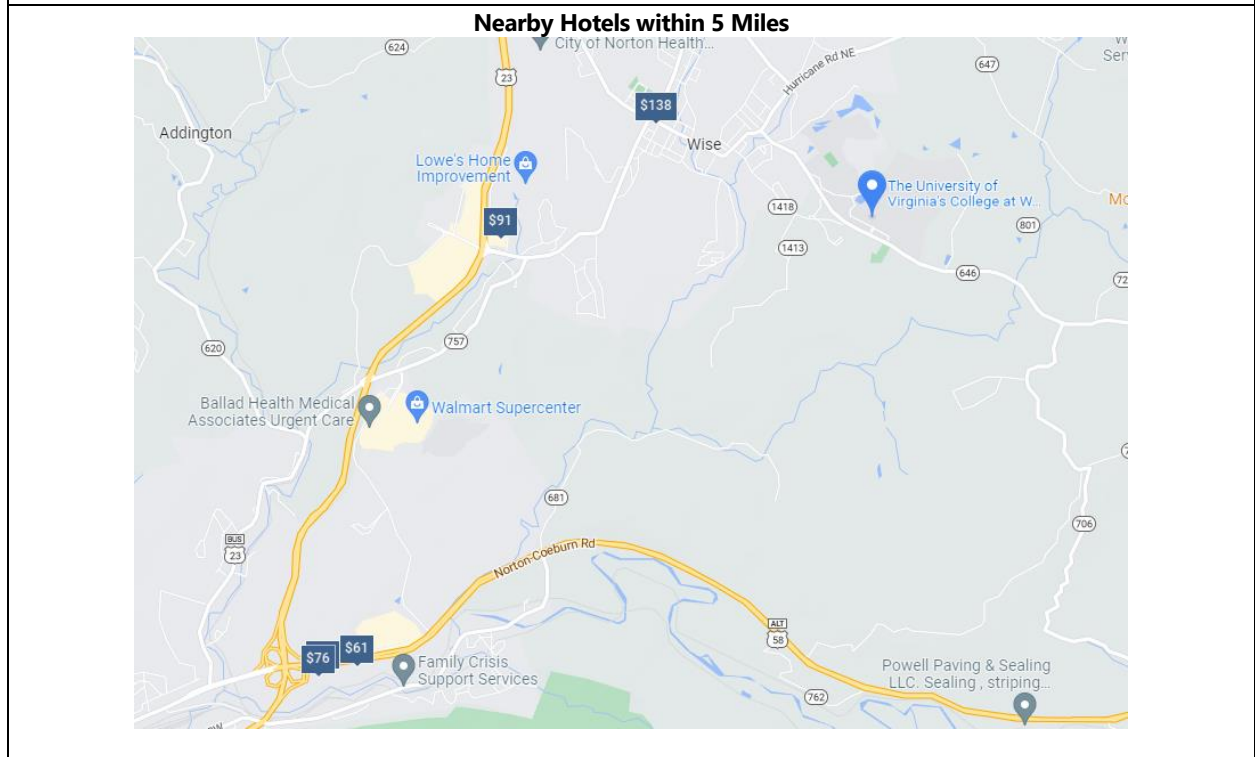 Nearby Hotels within 5 Miles
624
City of Norton Health...
23
647
Hurricane Rd NE
$138
Addington
Wise
Lowe's Home
Improvement
The University of
Virginia's College at W...
1418
$91
801
1413
646
72
757
620
Ballad Health Medical
Associates Urgent Care
Walmart Supercenter
681
706
BUS
23
Norton Coeburn Rd
ALT
58
$76
$61
Family Crisis
Support Services
Powell Paving & Sealing
LLC. Sealing , striping...
762